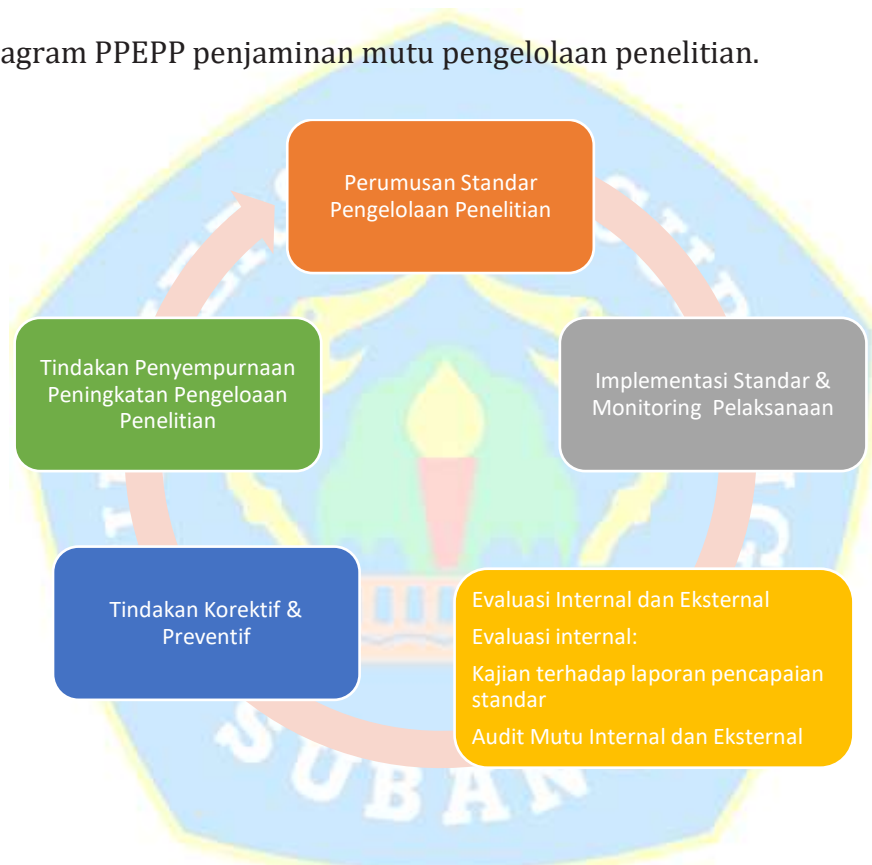 agram PPEPP penjaminan mutu pengelolaan penelitian.
Perumusan Standar
Pengelolaan Penelitian
Implementasi Standar &
Monitoring  Pelaksanaan
Evaluasi Internal dan Eksternal
Evaluasi internal:
Kajian terhadap laporan pencapaian
standar
Audit Mutu Internal dan Eksternal
Tindakan Korektif &
Preventif
Tindakan Penyempurnaan
Peningkatan Pengeloaan
Penelitian
SUBAN